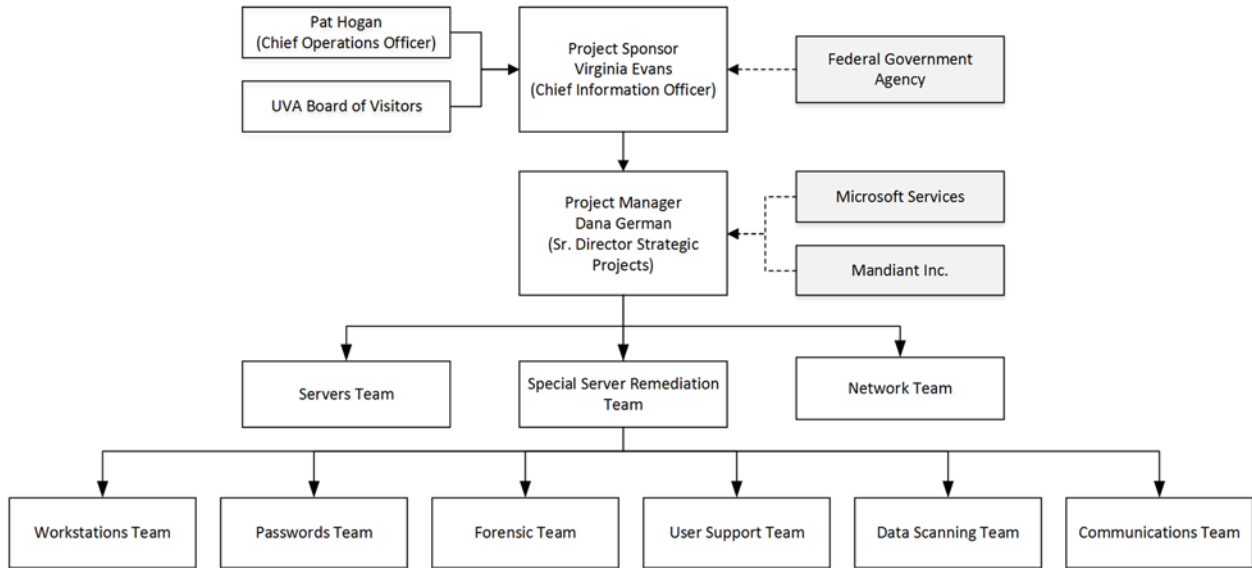 Pat Hogan
(Chief Operations Officer)
UVA Board of Visitors
Project Sponsor
Virginia Evans
(Chief Information Officer)
Federal Government
Agency
Project Manager
Dana German
(Sr. Director Strategic
Projects)
Microsoft Services
Mandiant Inc.
Servers Team
Special Server Remediation
Team
Network Team
Workstations Team
Passwords Team
Forensic Team
User Support Team
Data Scanning Team
Communications Team